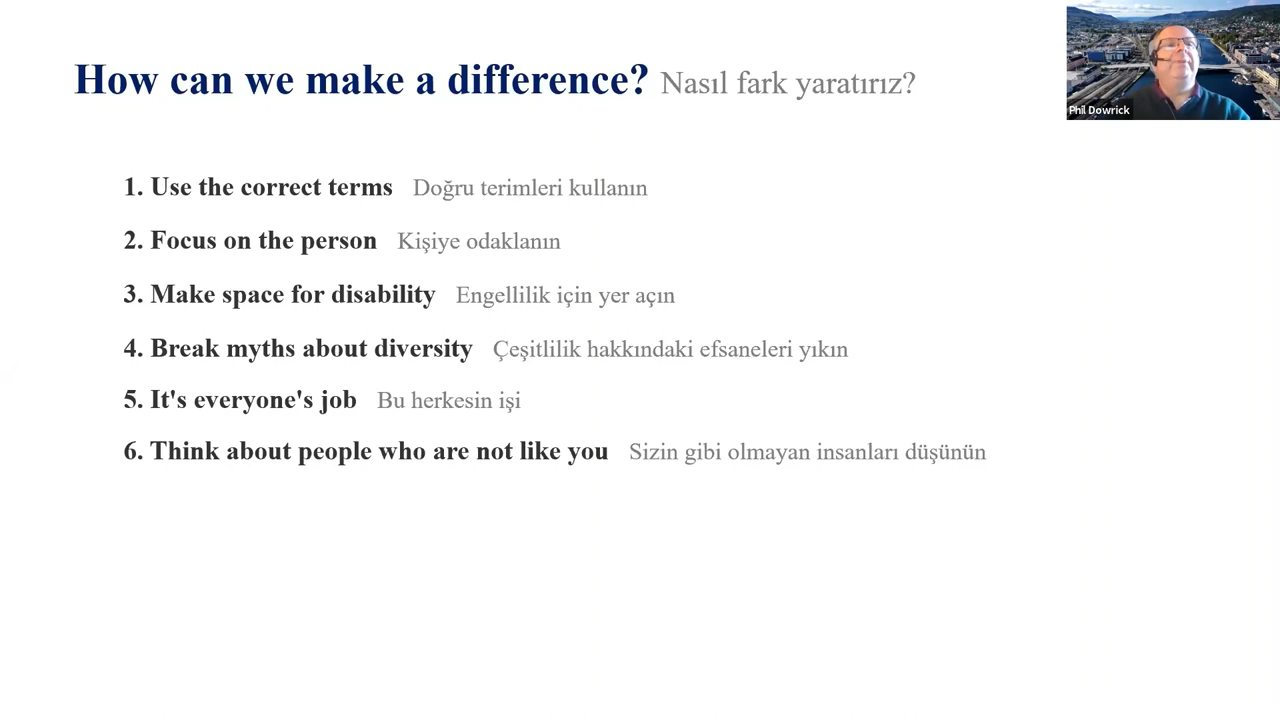 How can we make a difference? Nasıl fark yaratırız?
Phil Dowrick
1. Use the correct terms Doğru terimleri kullanın
2. Focus on the person Kişiye odaklanın
3. Make space for disability Engellilik için yer açın
4. Break myths about diversity Çeşitlilik hakkındaki efsaneleri yıkın
5. It's everyone's job Bu herkesin işi
6. Think about people who are not like you Sizin gibi olmayan insanları düşünün